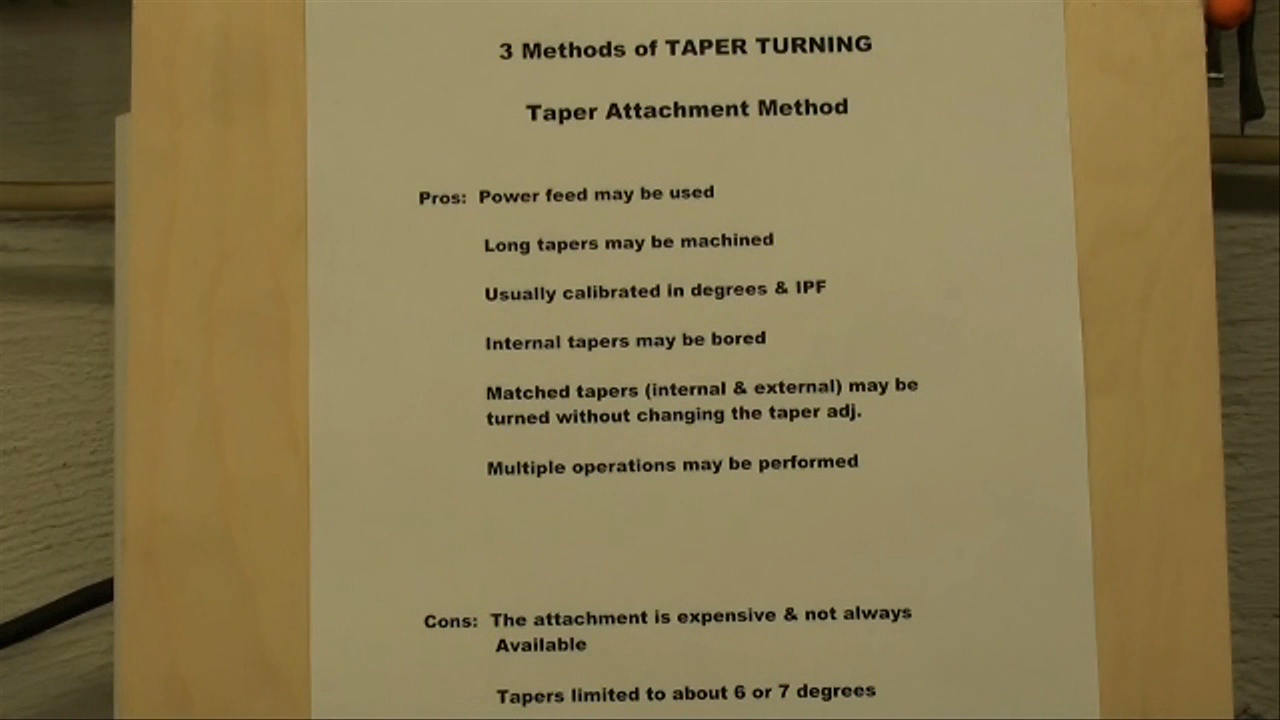 3 Methods of TAPER TURNING
Taper Attachment Method
Pros: Power feed may be used
Long tapers may be machined
Usually calibrated in degrees & IPF
Internal tapers may be bored
Matched tapers (internal & external) may be
turned without changing the taper adj.
Multiple operations may be performed
Cons: The attachment is expensive & not always
Available
Tapers limited to about 6 or 7 degrees